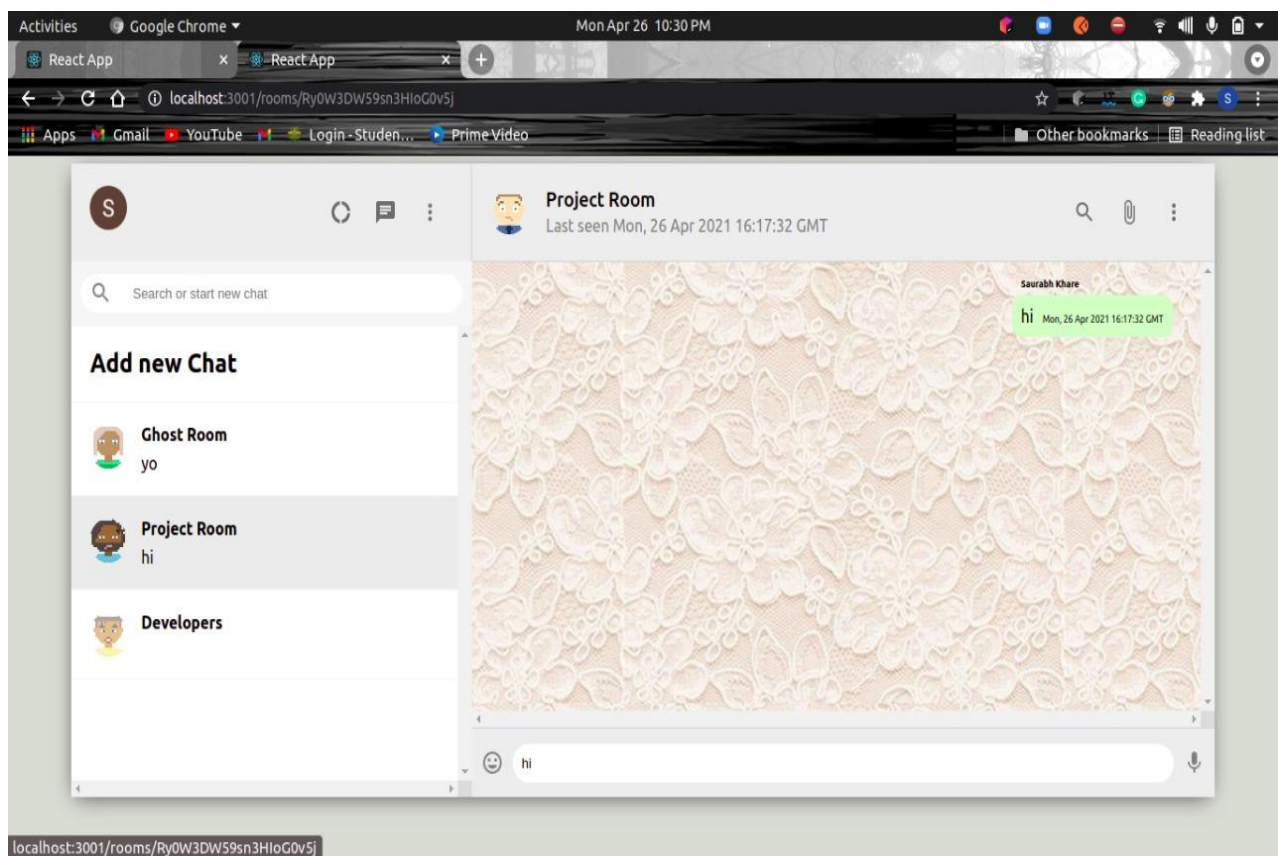 Activities Google Chrome Mon Apr 26 10:30 PM
React App × React App × +
localhost:3001/rooms/Ry0W3DW59sn3HIoG0v5j S
Apps Gmail YouTube Login - Studen... Prime Video Other bookmarks Reading list
S
Project Room
Last seen Mon, 26 Apr 2021 16:17:32 GMT
Search or start new chat
Saurabh Khare
hi Mon, 26 Apr 2021 16:17:32 GMT
Add new Chat
Ghost Room
yo
Project Room
hi
Developers
hi
localhost:3001/rooms/Ry0W3DW59sn3HIoG0v5j